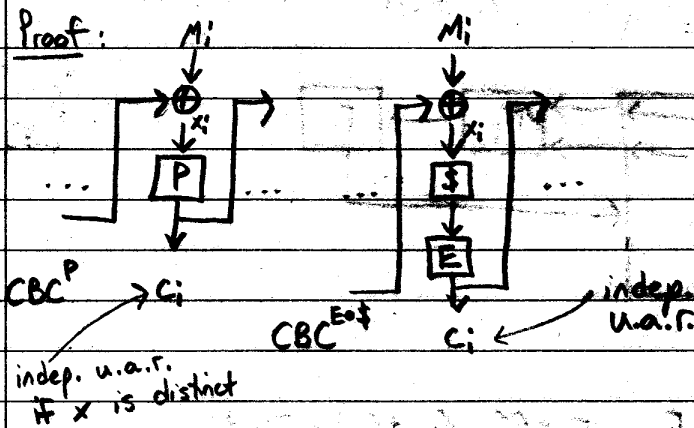 Proof:
Mi
⊕
xi
P
...
...
CBC^P
Ci
indep. u.a.r.
if x is distinct
Mi
⊕
xi
$
E
...
...
CBC^E∘$
Ci
indep.
u.a.r.